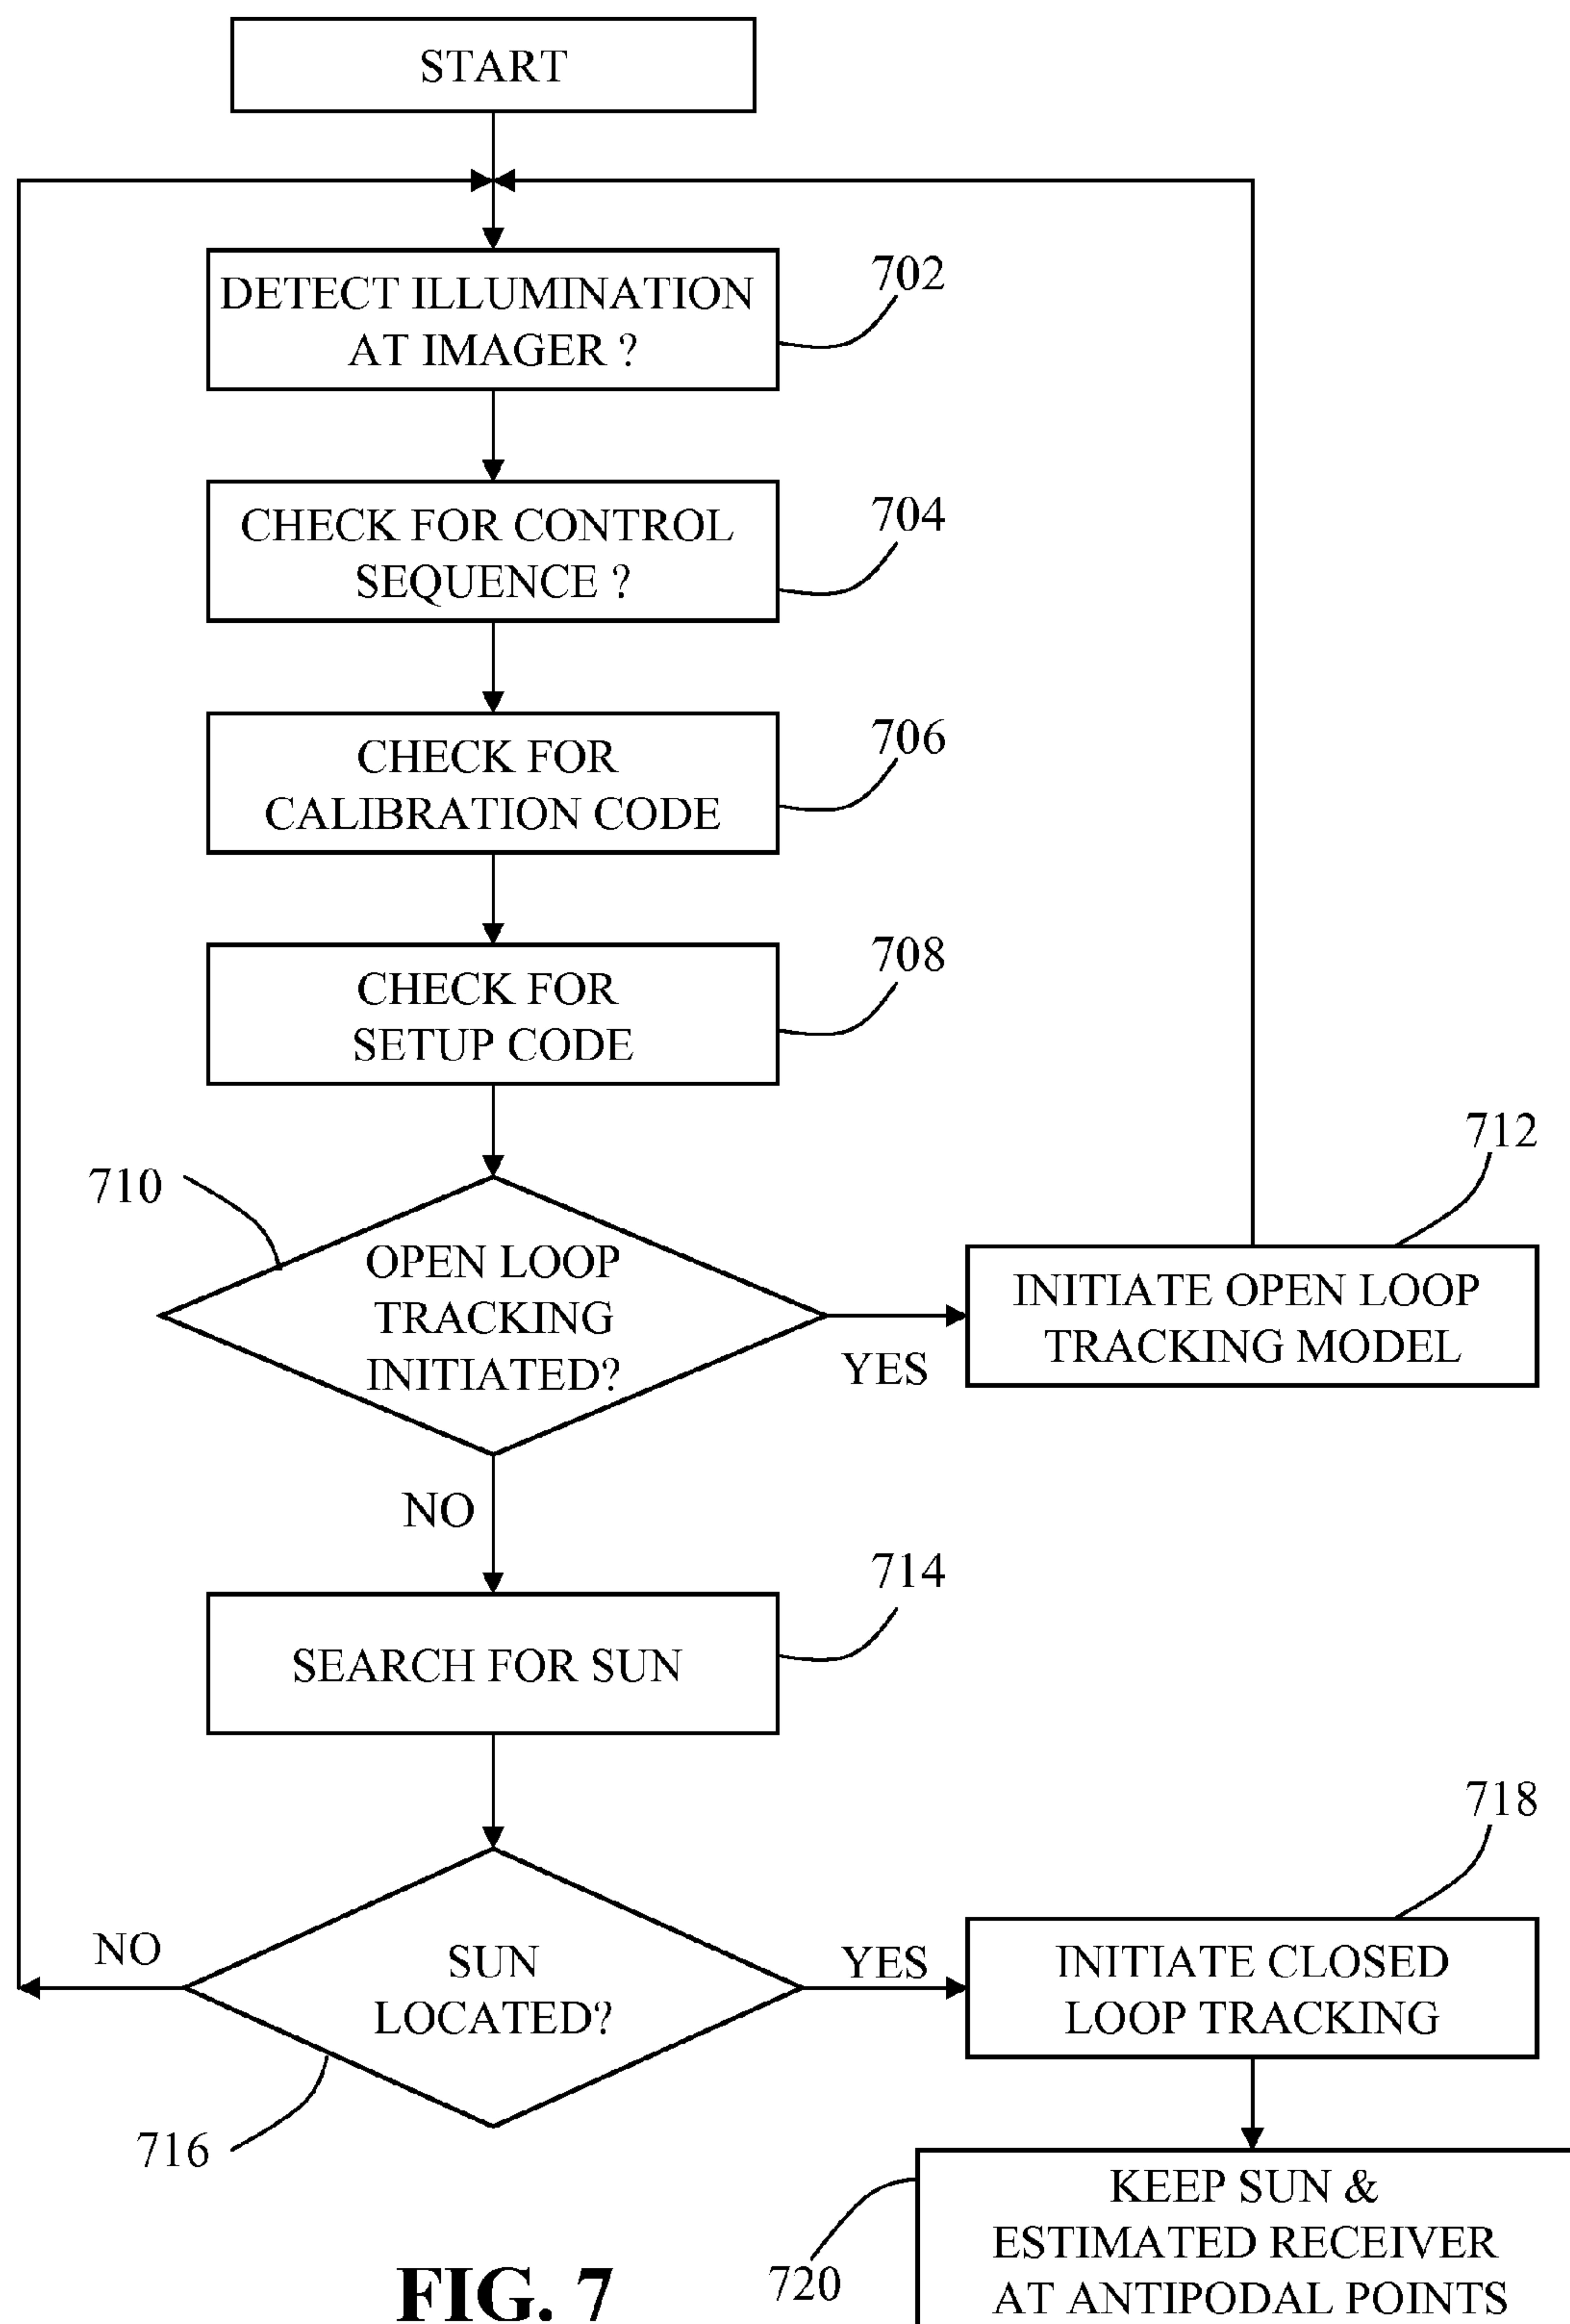 START
DETECT ILLUMINATION
AT IMAGER ?
702
CHECK FOR CONTROL
SEQUENCE ?
704
CHECK FOR
CALIBRATION CODE
706
CHECK FOR
SETUP CODE
708
710
OPEN LOOP
TRACKING
INITIATED?
YES
712
INITIATE OPEN LOOP
TRACKING MODEL
NO
714
SEARCH FOR SUN
NO
SUN
LOCATED?
716
YES
718
INITIATE CLOSED
LOOP TRACKING
KEEP SUN &
ESTIMATED RECEIVER
AT ANTIPODAL POINTS
720
FIG. 7